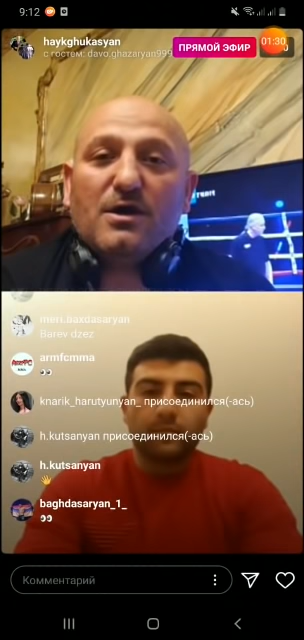 9:12
haykghukasyan
с гостем: davo.ghazaryan999
ПРЯМОЙ ЭФИР
01:30
meri.baxdasaryan
Barev dzez
armfcmma
👀
knarik_harutyunyan_ присоединился(-ась)
h.kutsanyan присоединился(-ась)
h.kutsanyan
👋
baghdasaryan_1_
👀
Комментарий